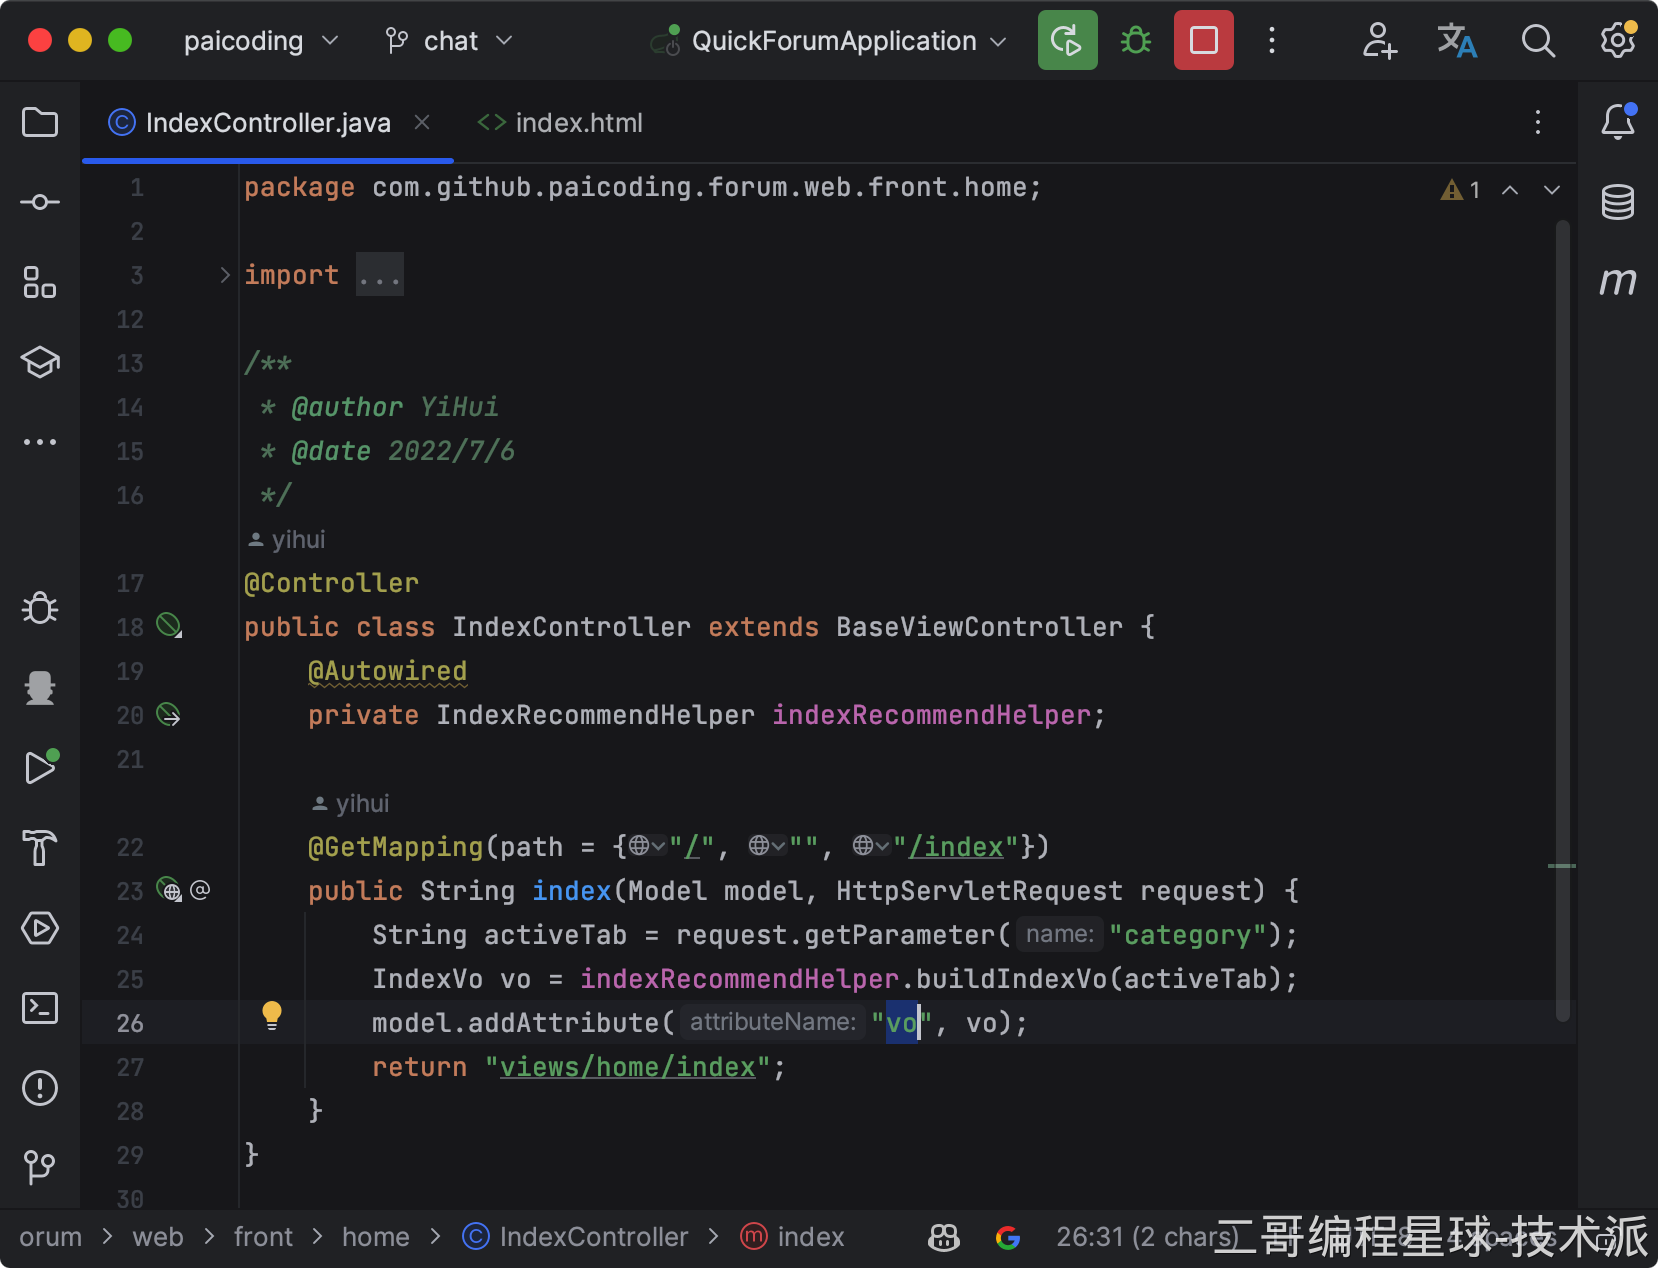 paicoding chat QuickForumApplication
IndexController.java index.html
1 package com.github.paicoding.forum.web.front.home; 1
2
3 import ...
12
13 /**
14 * @author YiHui
15 * @date 2022/7/6
16 */
yihui
17 @Controller
18 public class IndexController extends BaseViewController {
19 @Autowired
20 private IndexRecommendHelper indexRecommendHelper;
21
yihui
22 @GetMapping(path = {"/", "", "/index"})
23 public String index(Model model, HttpServletRequest request) {
24 String activeTab = request.getParameter( name: "category");
25 IndexVo vo = indexRecommendHelper.buildIndexVo(activeTab);
26 model.addAttribute( attributeName: "vo", vo);
27 return "views/home/index";
28 }
29 }
30
orum > web > front > home > IndexController > index 26:31 (2 chars)
二哥编程星球-技术派